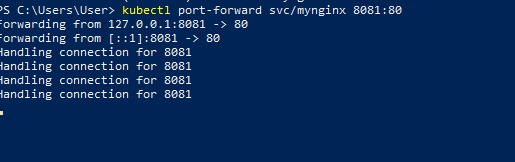 PS C:\Users\User> kubectl port-forward svc/mynginx 8081:80
Forwarding from 127.0.0.1:8081 -> 80
Forwarding from [::1]:8081 -> 80
Handling connection for 8081
Handling connection for 8081
Handling connection for 8081
Handling connection for 8081